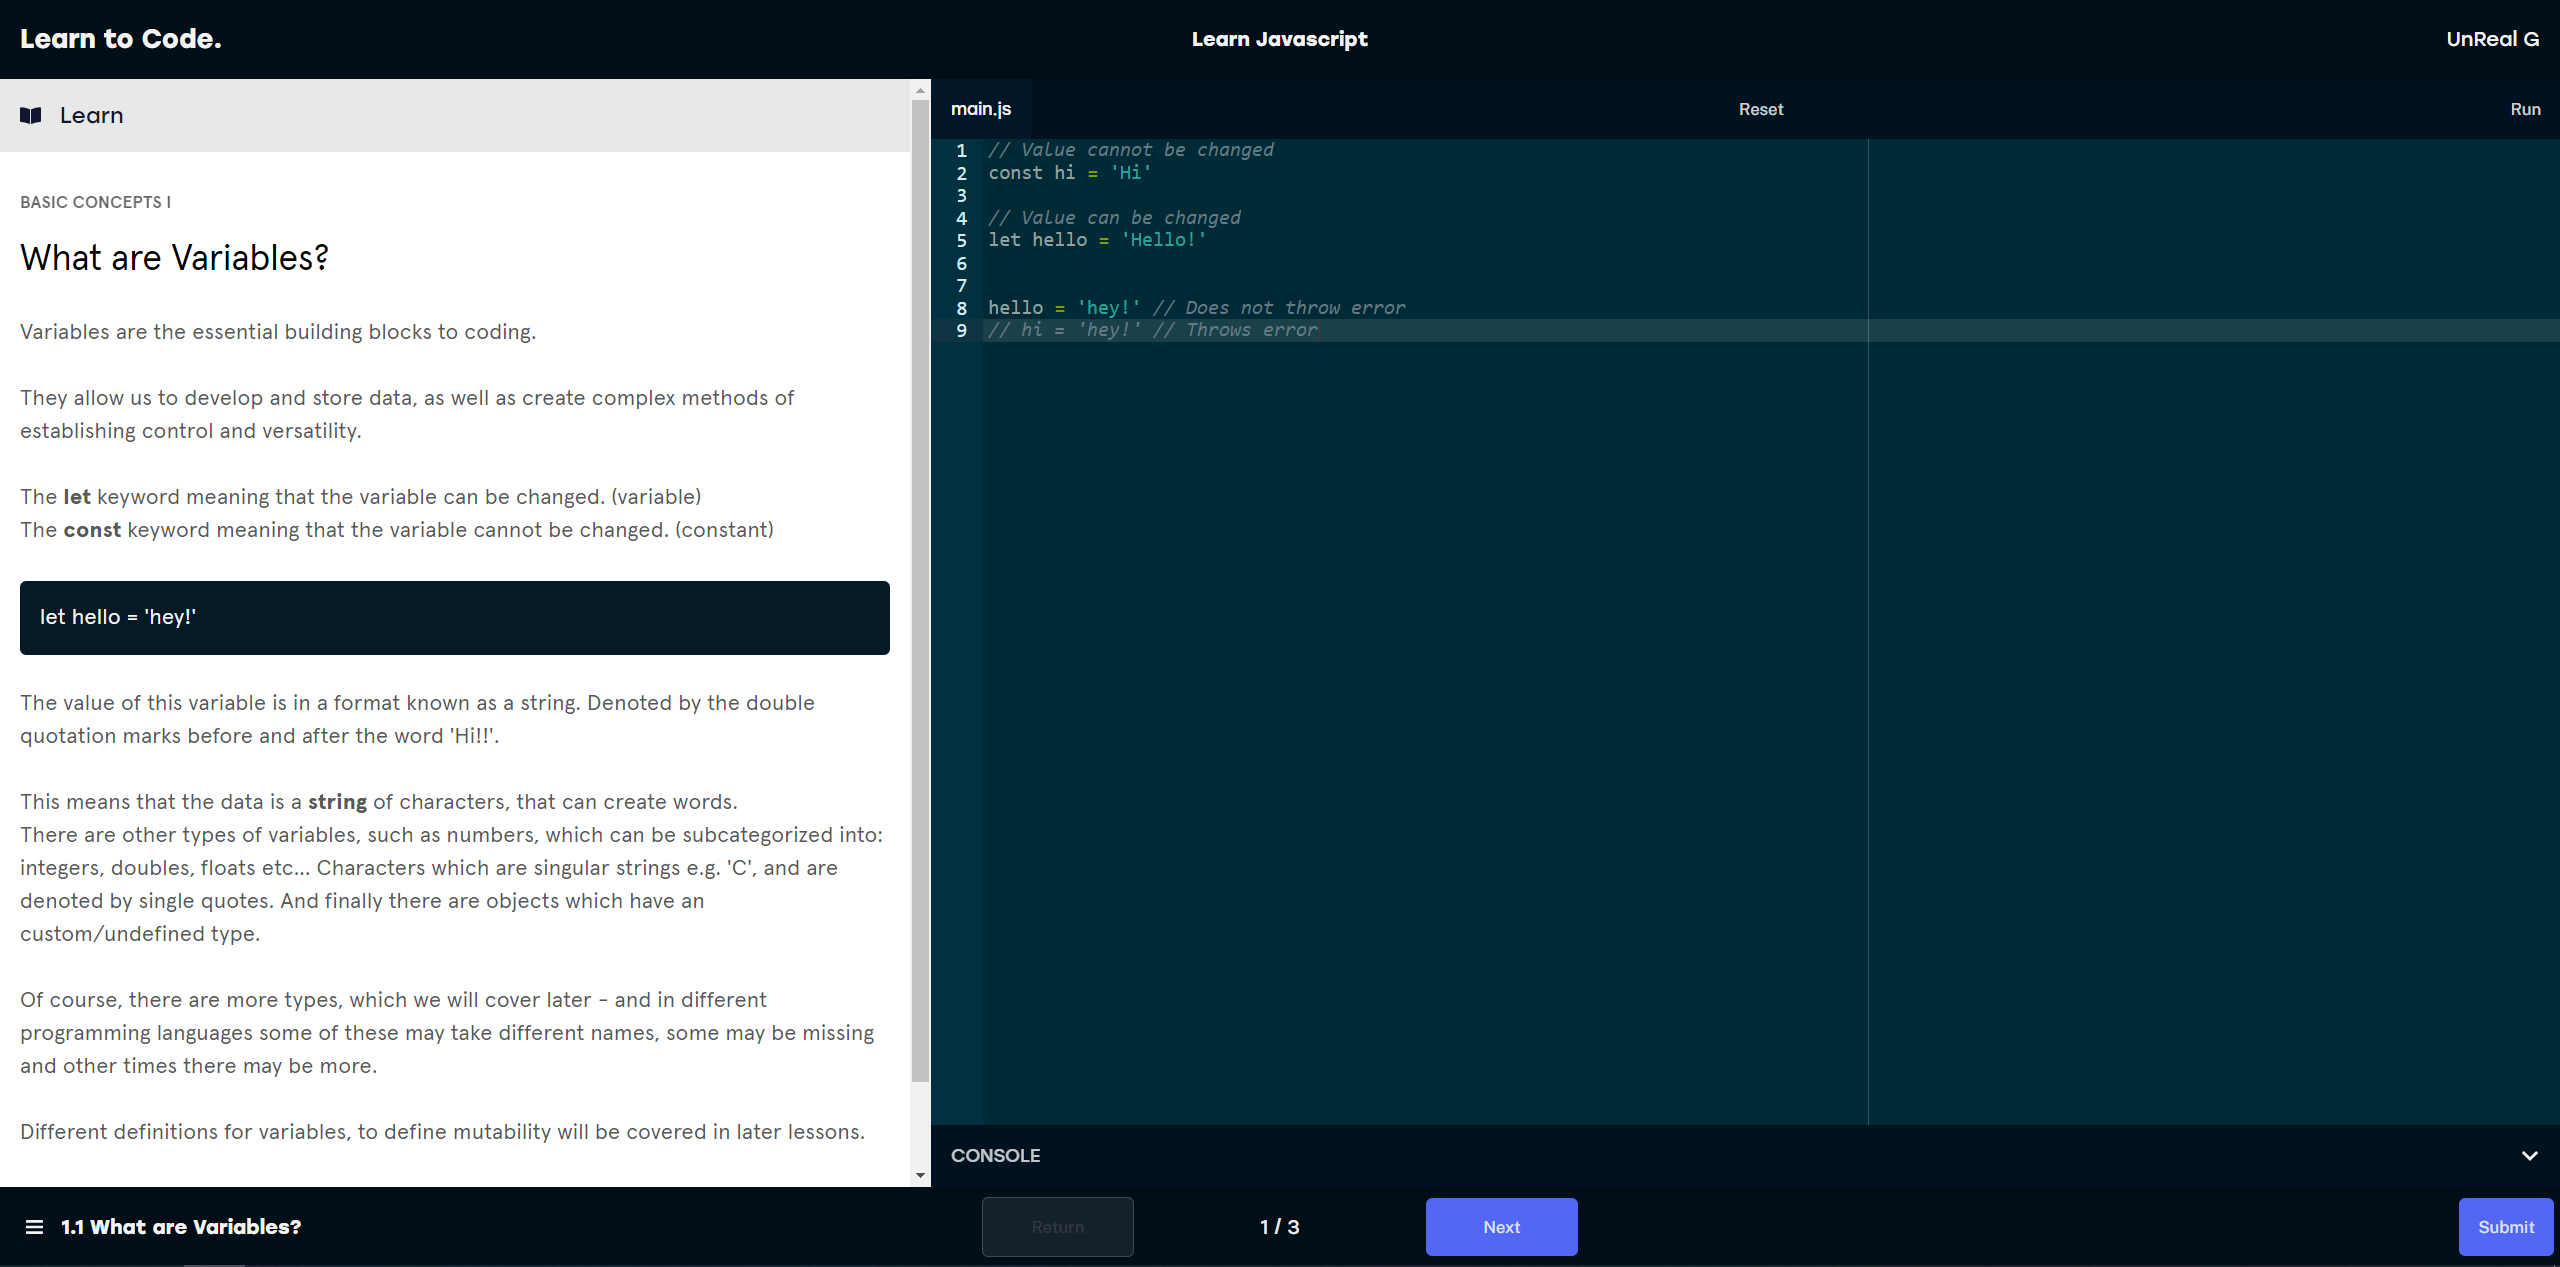 Learn to Code.
Learn Javascript
UnReal G
Learn
BASIC CONCEPTS I
What are Variables?
Variables are the essential building blocks to coding.
They allow us to develop and store data, as well as create complex methods of
establishing control and versatility.
The let keyword meaning that the variable can be changed. (variable)
The const keyword meaning that the variable cannot be changed. (constant)
let hello = 'hey!'
The value of this variable is in a format known as a string. Denoted by the double
quotation marks before and after the word 'Hi!!'.
This means that the data is a string of characters, that can create words.
There are other types of variables, such as numbers, which can be subcategorized into:
integers, doubles, floats etc... Characters which are singular strings e.g. 'C', and are
denoted by single quotes. And finally there are objects which have an
custom/undefined type.
Of course, there are more types, which we will cover later - and in different
programming languages some of these may take different names, some may be missing
and other times there may be more.
Different definitions for variables, to define mutability will be covered in later lessons.
main.js
Reset
Run
1 // Value cannot be changed
2 const hi = 'Hi'
3
4 // Value can be changed
5 let hello = 'Hello!'
6
7
8 hello = 'hey!' // Does not throw error
9 // hi = 'hey!' // Throws error
CONSOLE
1.1 What are Variables?
Return
1 / 3
Next
Submit